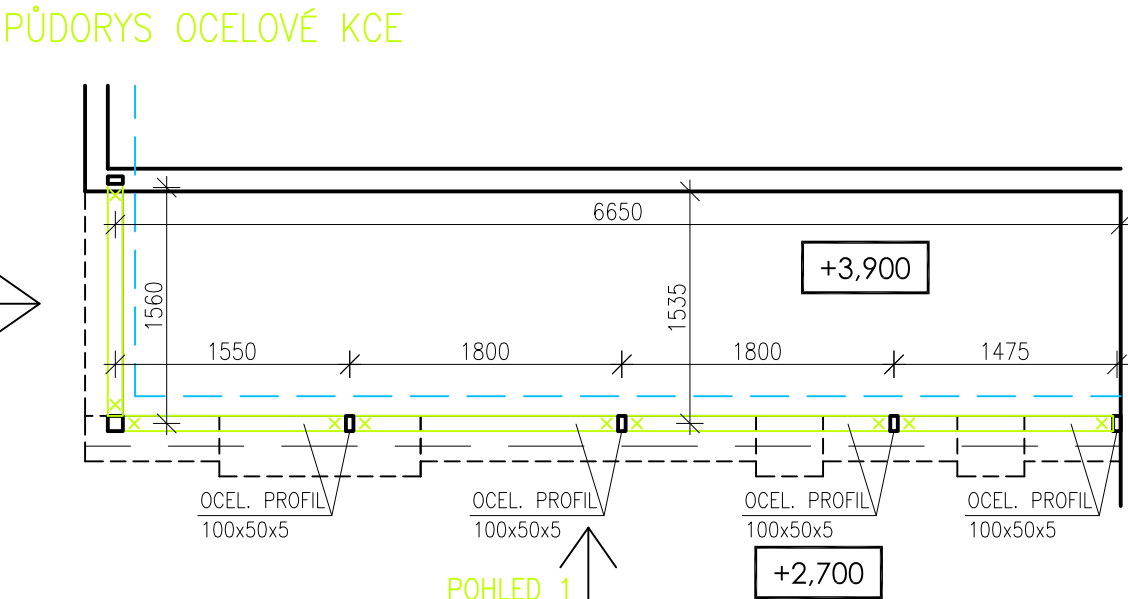 PŮDORYS OCELOVÉ KCE
6650
+3,900
1560
1535
1550
1800
1800
1475
OCEL. PROFIL
100x50x5
OCEL. PROFIL
100x50x5
OCEL. PROFIL
100x50x5
OCEL. PROFIL
100x50x5
+2,700
POHLED 1